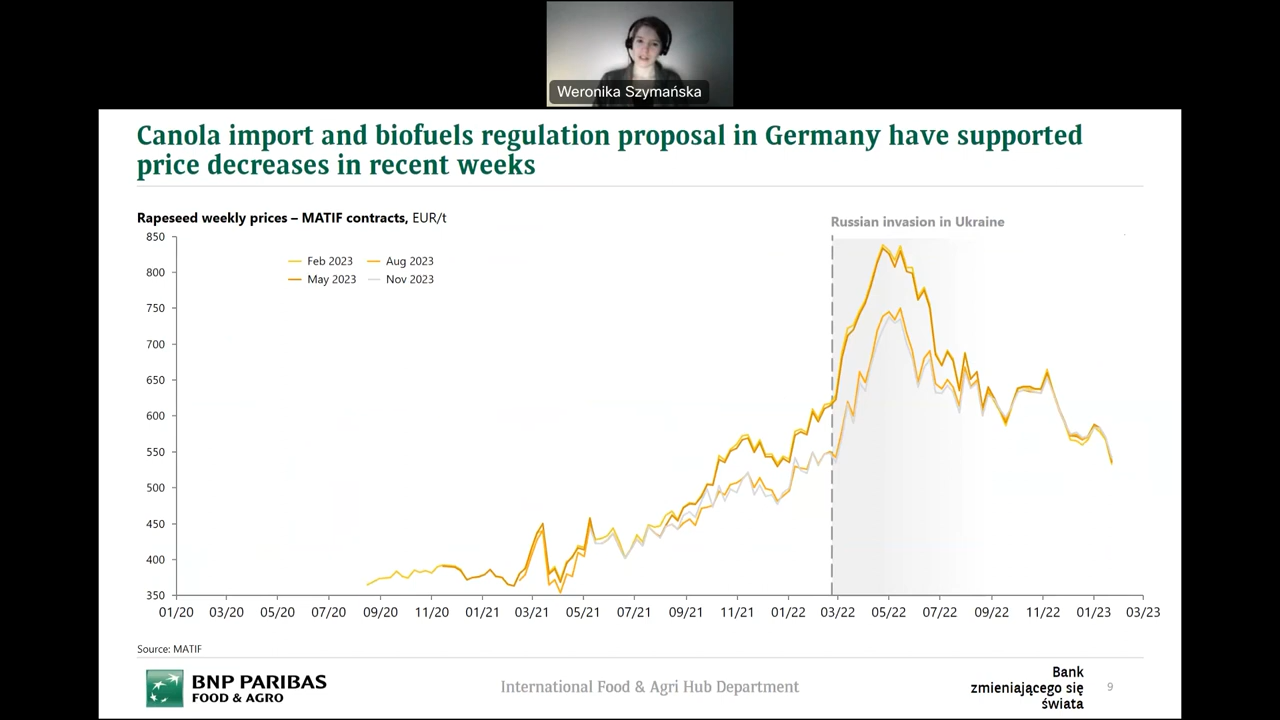 Weronika Szymańska
Canola import and biofuels regulation proposal in Germany have supported
price decreases in recent weeks
Rapeseed weekly prices – MATIF contracts, EUR/t
Russian invasion in Ukraine
850
800
750
700
650
600
550
500
450
400
350
Feb 2023
Aug 2023
May 2023
Nov 2023
01/20 03/20 05/20 07/20 09/20 11/20 01/21 03/21 05/21 07/21 09/21 11/21 01/22 03/22 05/22 07/22 09/22 11/22 01/23 03/23
Source: MATIF
BNP PARIBAS
FOOD & AGRO
International Food & Agri Hub Department
Bank
zmieniającego się
świata
9